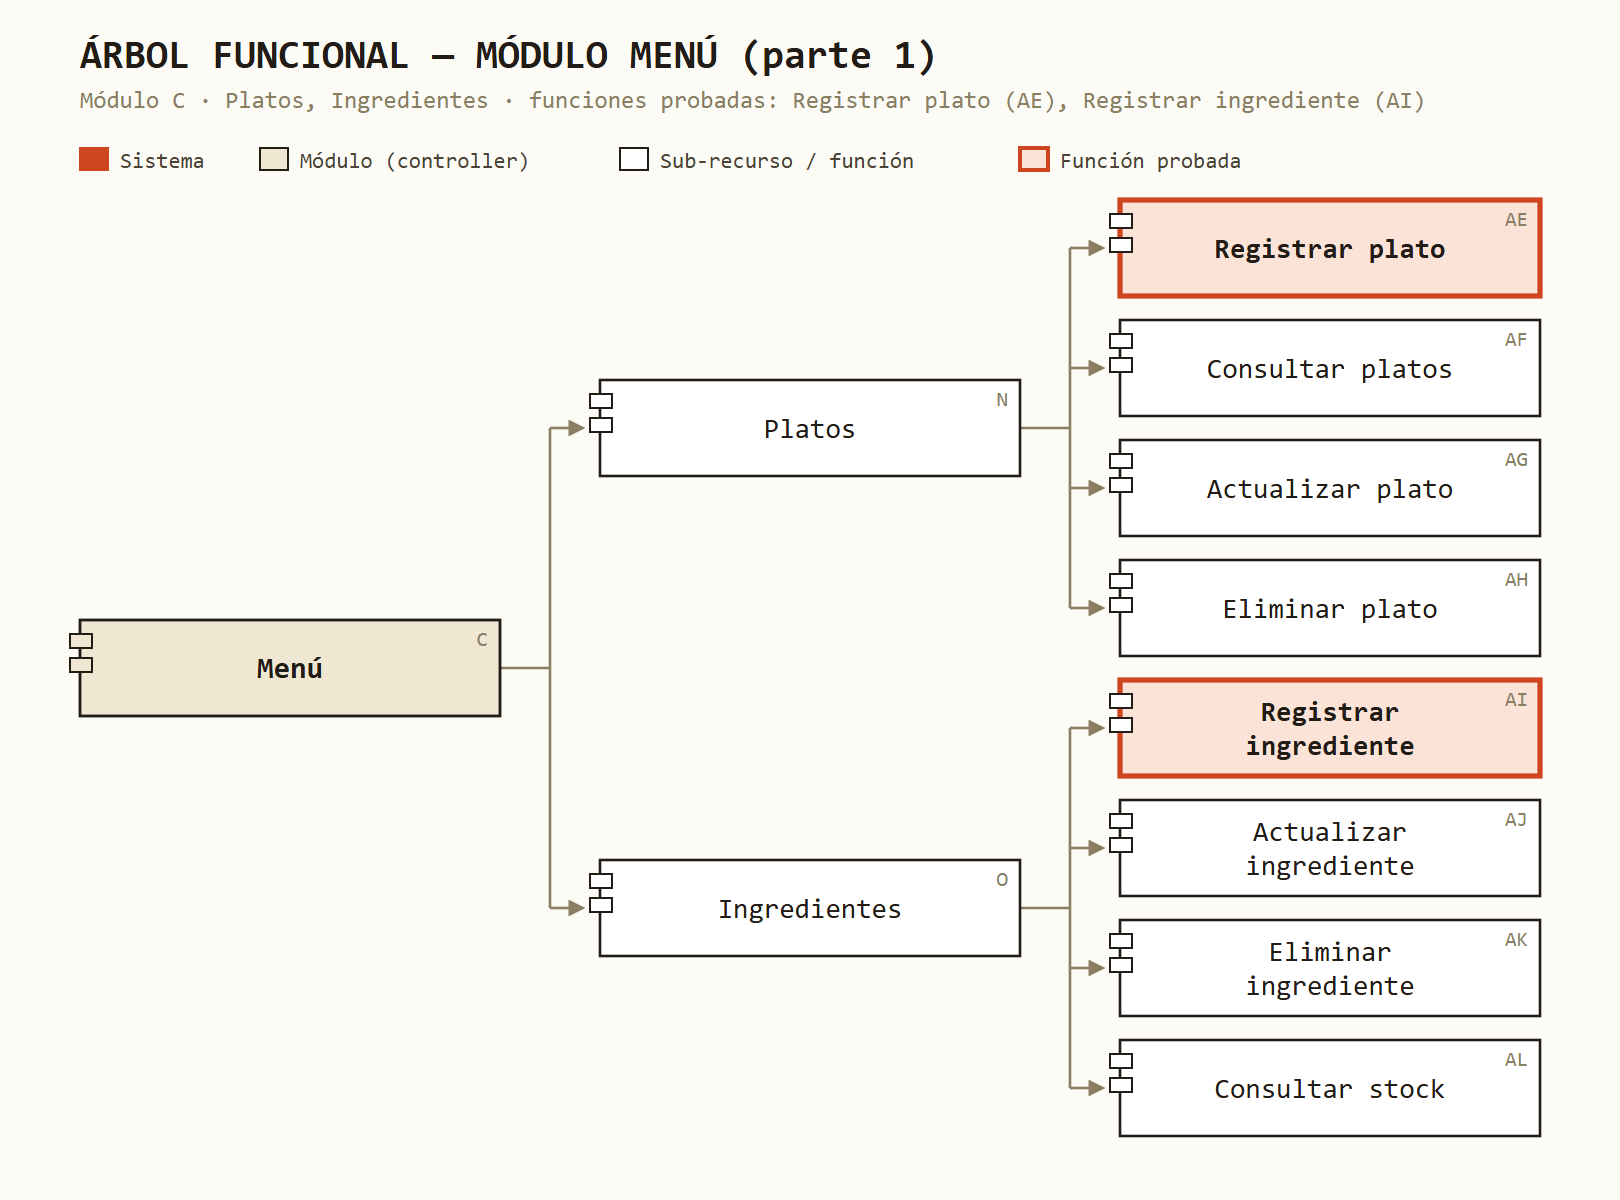 ÁRBOL FUNCIONAL — MÓDULO MENÚ (parte 1)
Módulo C · Platos, Ingredientes · funciones probadas: Registrar plato (AE), Registrar ingrediente (AI)
Sistema
Módulo (controller)
Sub-recurso / función
Función probada
C
Menú
N
Platos
O
Ingredientes
AE
Registrar plato
AF
Consultar platos
AG
Actualizar plato
AH
Eliminar plato
AI
Registrar
ingrediente
AJ
Actualizar
ingrediente
AK
Eliminar
ingrediente
AL
Consultar stock